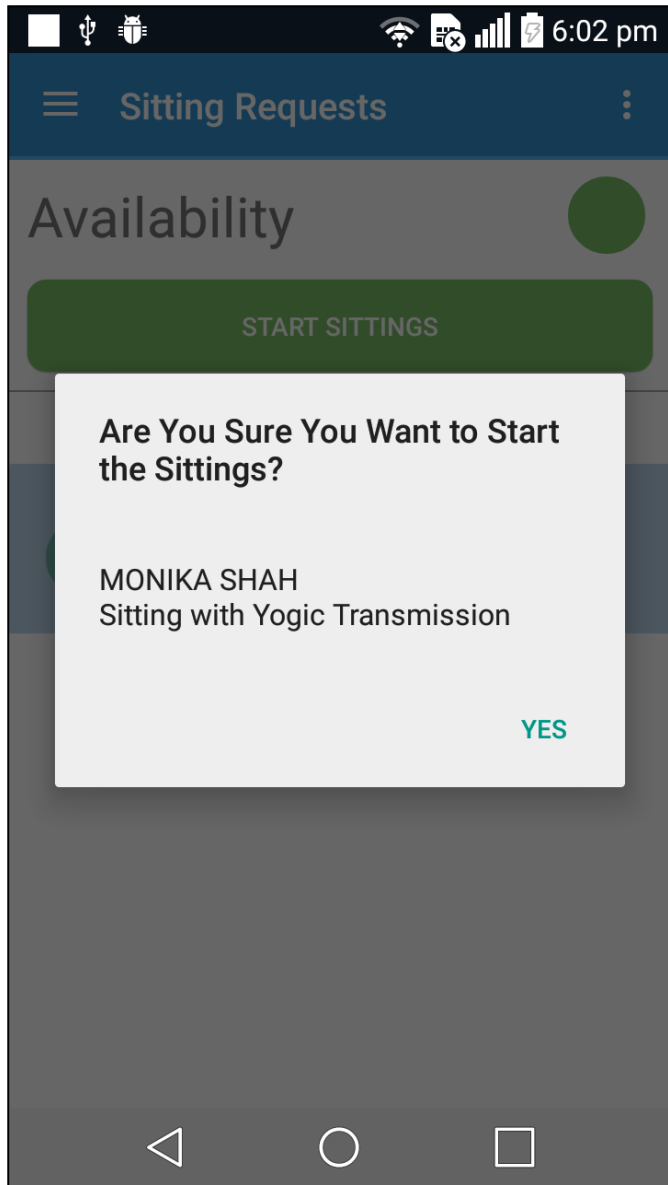 6:02 pm
Sitting Requests
Availability
START SITTINGS
Are You Sure You Want to Start
the Sittings?
MONIKA SHAH
Sitting with Yogic Transmission
YES